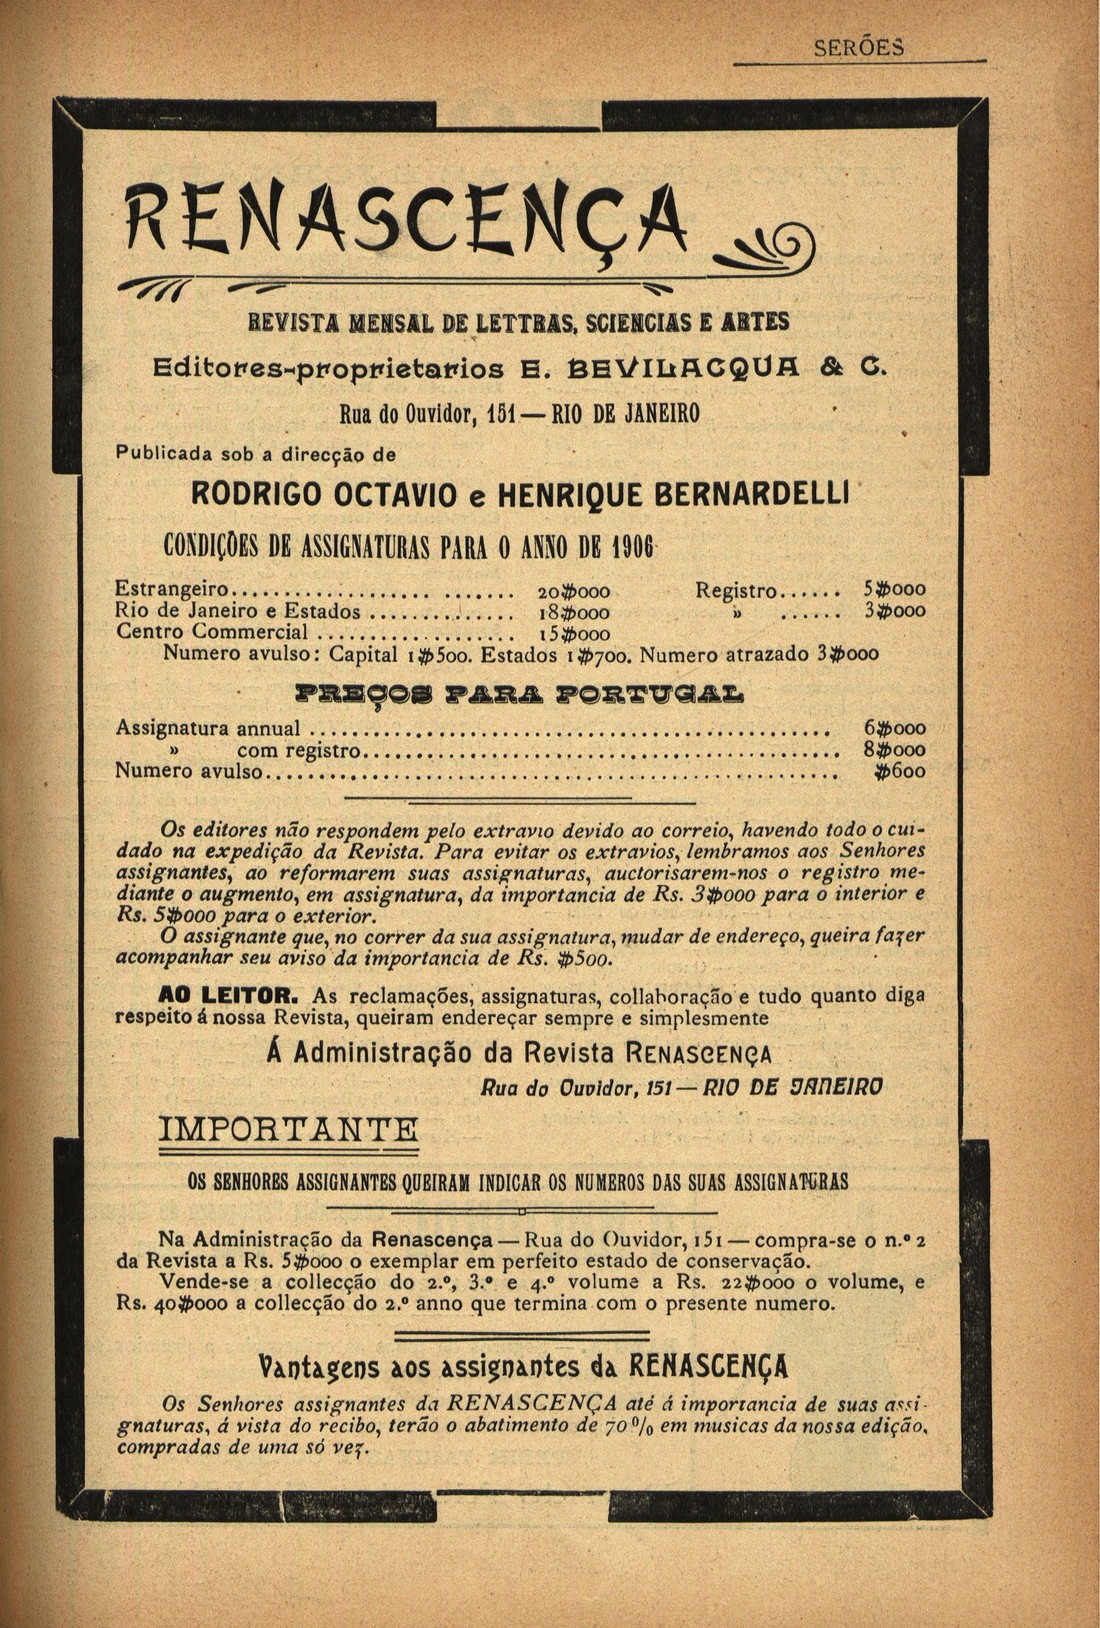 SERÕES
RENASCENÇA
REVISTA MENSAL DE LETTRAS, SCIENCIAS E ARTES
Editores-proprietarios E. BEVILACQUA & C.
Rua do Ouvidor, 151 — RIO DE JANEIRO
Publicada sob a direcção de
RODRIGO OCTAVIO e HENRIQUE BERNARDELLI
CONDIÇÕES DE ASSIGNATURAS PARA O ANNO DE 1906
Estrangeiro.................. ....... 20$000 Registro...... 5$000
Rio de Janeiro e Estados .............. 18$000 » ...... 3$000
Centro Commercial ................... 15$000
Numero avulso: Capital 1$500. Estados 1$700. Numero atrazado 3$000
PREÇOS PARA PORTUGAL
Assignatura annual .................................................... 6$000
» com registro................................................ 8$000
Numero avulso.......................................................... $600
Os editores não respondem pelo extravio devido ao correio, havendo todo o cui-
dado na expedição da Revista. Para evitar os extravios, lembramos aos Senhores
assignantes, ao reformarem suas assignaturas, auctorisarem-nos o registro me-
diante o augmento, em assignatura, da importancia de Rs. 3$000 para o interior e
Rs. 5$000 para o exterior.
O assignante que, no correr da sua assignatura, mudar de endereço, queira fazer
acompanhar seu aviso da importancia de Rs. $500.
AO LEITOR. As reclamações, assignaturas, collaboração e tudo quanto diga
respeito á nossa Revista, queiram endereçar sempre e simplesmente
Á Administração da Revista RENASCENÇA
Rua do Ouvidor, 151 — RIO DE JANEIRO
IMPORTANTE
OS SENHORES ASSIGNANTES QUEIRAM INDICAR OS NUMEROS DAS SUAS ASSIGNATURAS
Na Administração da Renascença — Rua do Ouvidor, 151 — compra-se o n.º 2
da Revista a Rs. 5$000 o exemplar em perfeito estado de conservação.
Vende-se a collecção do 2.º, 3.º e 4.º volume a Rs. 22$000 o volume, e
Rs. 40$000 a collecção do 2.º anno que termina com o presente numero.
Vantagens aos assignantes da RENASCENÇA
Os Senhores assignantes da RENASCENÇA até á importancia de suas assi-
gnaturas, á vista do recibo, terão o abatimento de 70% em musicas da nossa edição,
compradas de uma só vez.